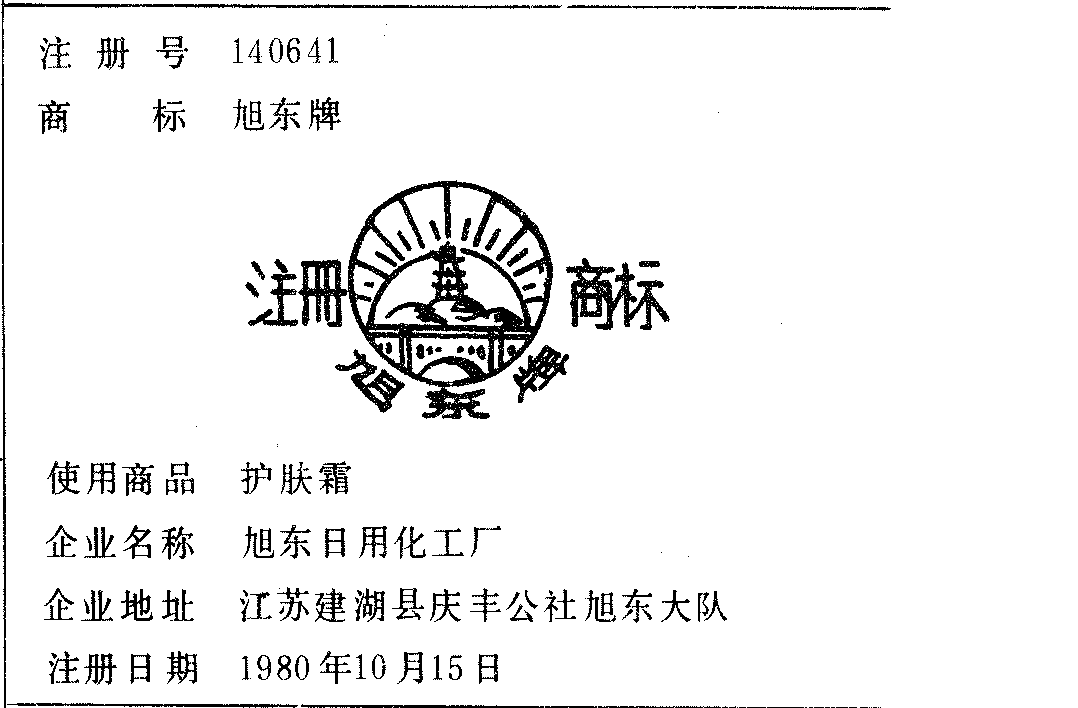 注册号 140641
商标 旭东牌
注冊 商标
旭东牌
使用商品 护肤霜
企业名称 旭东日用化工厂
企业地址 江苏建湖县庆丰公社旭东大队
注册日期 1980年10月15日